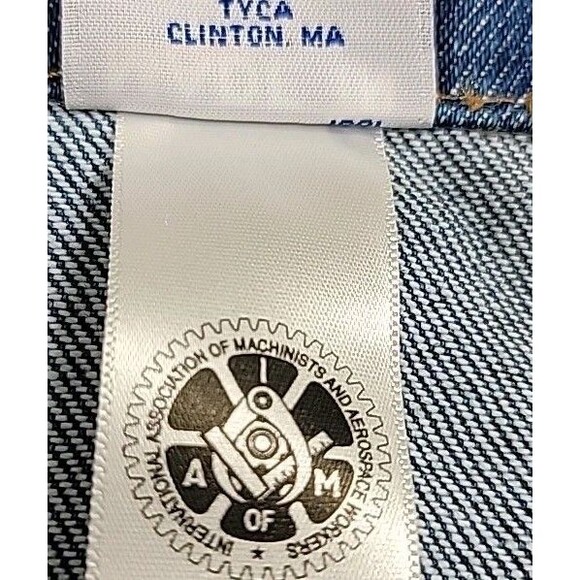 TYCA
CLINTON, MA
INTERNATIONAL ASSOCIATION OF MACHINISTS AND AEROSPACE WORKERS
I
A M
OF